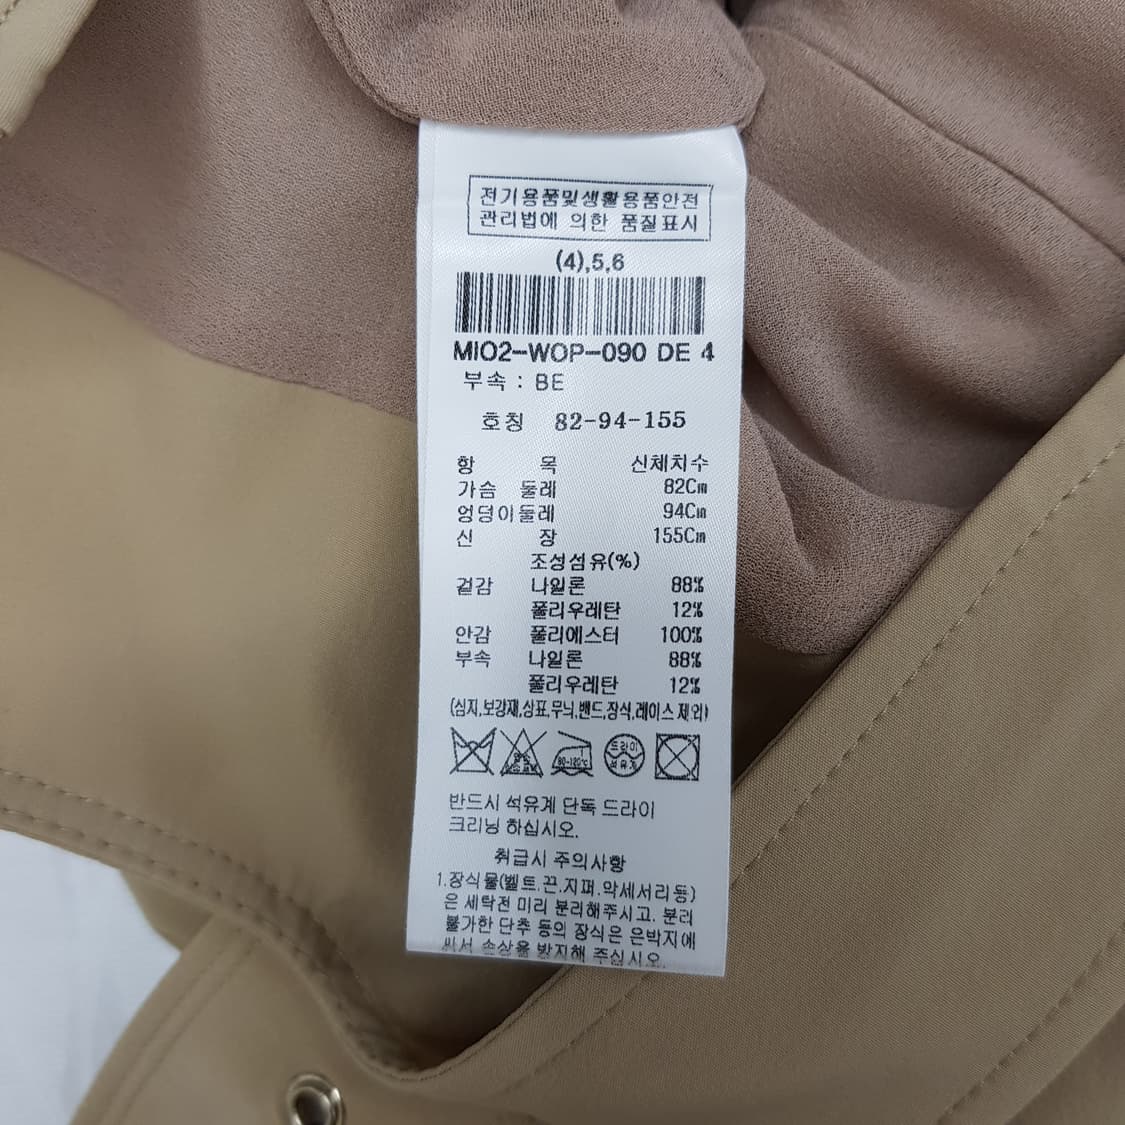 전기용품및생활용품안전
관리법에 의한 품질표시
(4),5,6
MIO2-WOP-090 DE 4
부속 : BE
호칭 82-94-155
항 목 신체치수
가슴 둘레 82Cm
엉덩이둘레 94Cm
신 장 155Cm
조성섬유(%)
겉감 나일론 88%
폴리우레탄 12%
안감 폴리에스터 100%
부속 나일론 88%
폴리우레탄 12%
(심지,보강재,상표,무늬,밴드,장식,레이스 제외)
80~120℃ 드라이
석유계
반드시 석유계 단독 드라이
크리닝 하십시오.
취급시 주의사항
1.장식물(벨트.끈.지퍼.악세서리등)
은 세탁전 미리 분리해주시고. 분리
불가한 단추 등의 장식은 은박지에
싸서 손상을 방지해 주십시오.